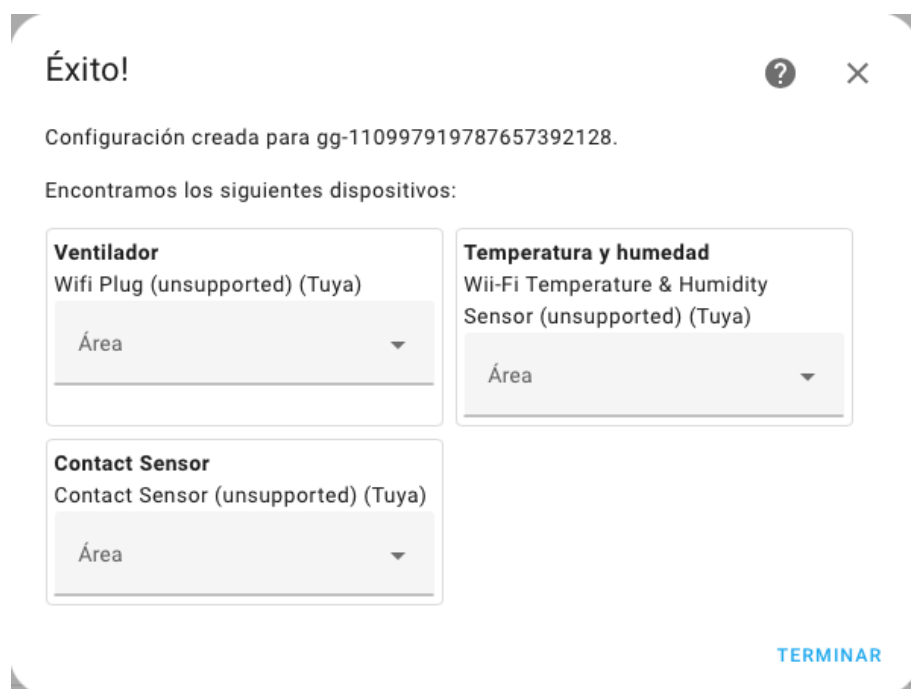 Éxito!
Configuración creada para gg-110997919787657392128.
Encontramos los siguientes dispositivos:
Ventilador
Wifi Plug (unsupported) (Tuya)
Área
Temperatura y humedad
Wii-Fi Temperature & Humidity
Sensor (unsupported) (Tuya)
Área
Contact Sensor
Contact Sensor (unsupported) (Tuya)
Área
TERMINAR